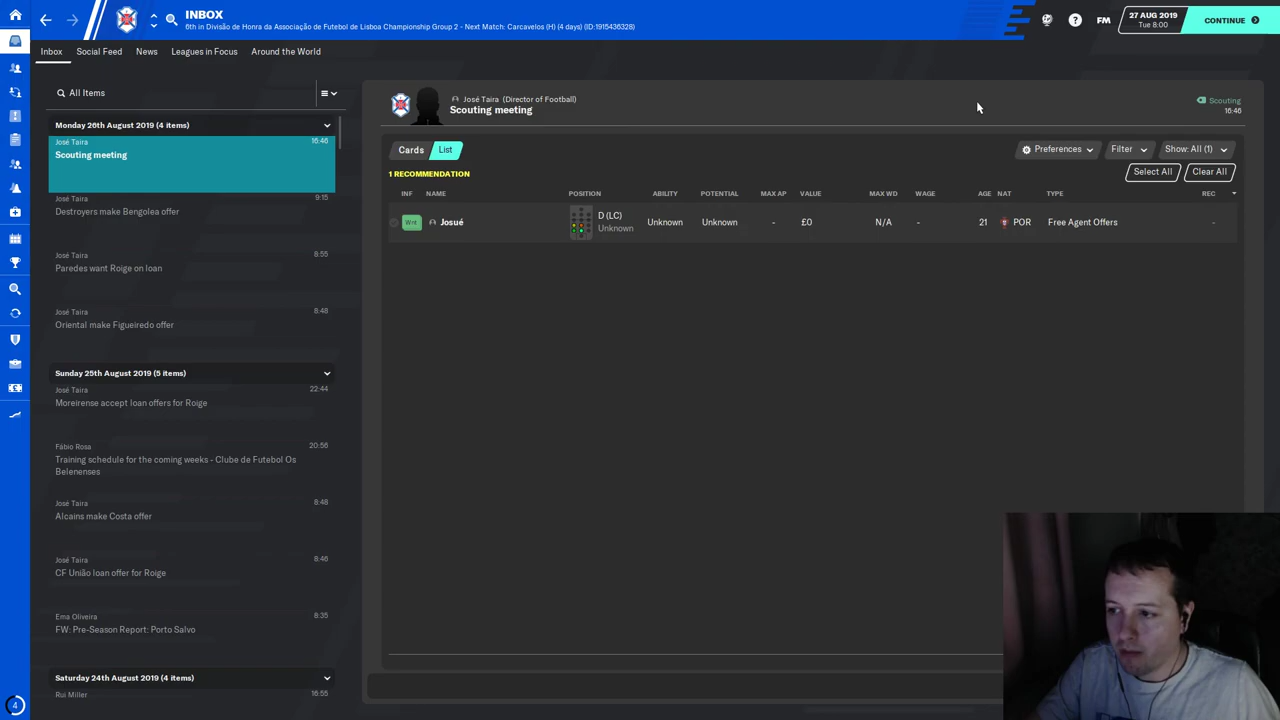 INBOX
6th in Divisão de Honra da Associação de Futebol de Lisboa Championship Group 2 - Next Match: Carcavelos (H) (4 days) (ID:1915436328)
FM
27 AUG 2019
Tue 8:00
CONTINUE
Inbox
Social Feed
News
Leagues in Focus
Around the World
All Items
Monday 26th August 2019 (4 items)
José Taira
16:46
Scouting meeting
José Taira
9:15
Destroyers make Bengolea offer
José Taira
8:55
Paredes want Roige on loan
José Taira
8:48
Oriental make Figueiredo offer
Sunday 25th August 2019 (5 items)
José Taira
22:44
Moreirense accept loan offers for Roige
Fábio Rosa
20:56
Training schedule for the coming weeks - Clube de Futebol Os
Belenenses
José Taira
8:48
Alcains make Costa offer
José Taira
8:46
CF União loan offer for Roige
Ema Oliveira
8:35
FW: Pre-Season Report: Porto Salvo
Saturday 24th August 2019 (4 items)
Rui Miller
16:55
4
José Taira (Director of Football)
Scouting meeting
Scouting
16:46
Cards
List
Preferences
Filter
Show: All (1)
1 RECOMMENDATION
Select All
Clear All
INF
NAME
POSITION
ABILITY
POTENTIAL
MAX AP
VALUE
MAX WD
WAGE
AGE
NAT
TYPE
REC
Wnt
Josué
D (LC)
Unknown
Unknown
Unknown
-
£0
N/A
-
21
POR
Free Agent Offers
-